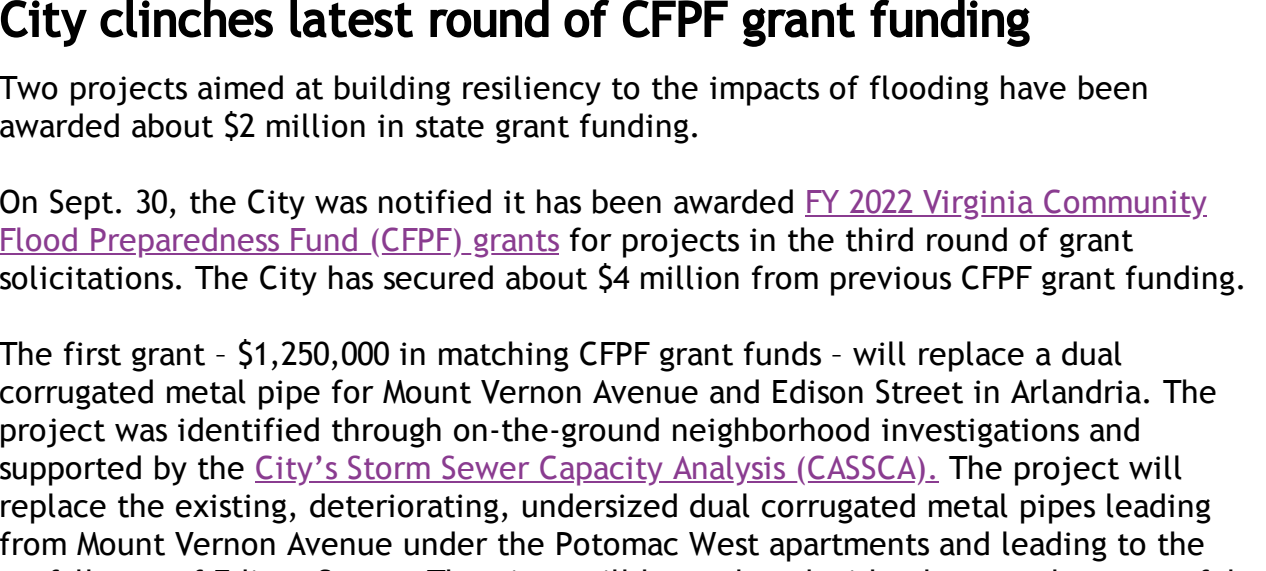 City clinches latest round of CFPF grant funding
Two projects aimed at building resiliency to the impacts of flooding have been
awarded about $2 million in state grant funding.
On Sept. 30, the City was notified it has been awarded FY 2022 Virginia Community
Flood Preparedness Fund (CFPF) grants for projects in the third round of grant
solicitations. The City has secured about $4 million from previous CFPF grant funding.
The first grant – $1,250,000 in matching CFPF grant funds – will replace a dual
corrugated metal pipe for Mount Vernon Avenue and Edison Street in Arlandria. The
project was identified through on-the-ground neighborhood investigations and
supported by the City’s Storm Sewer Capacity Analysis (CASSCA). The project will
replace the existing, deteriorating, undersized dual corrugated metal pipes leading
from Mount Vernon Avenue under the Potomac West apartments and leading to the